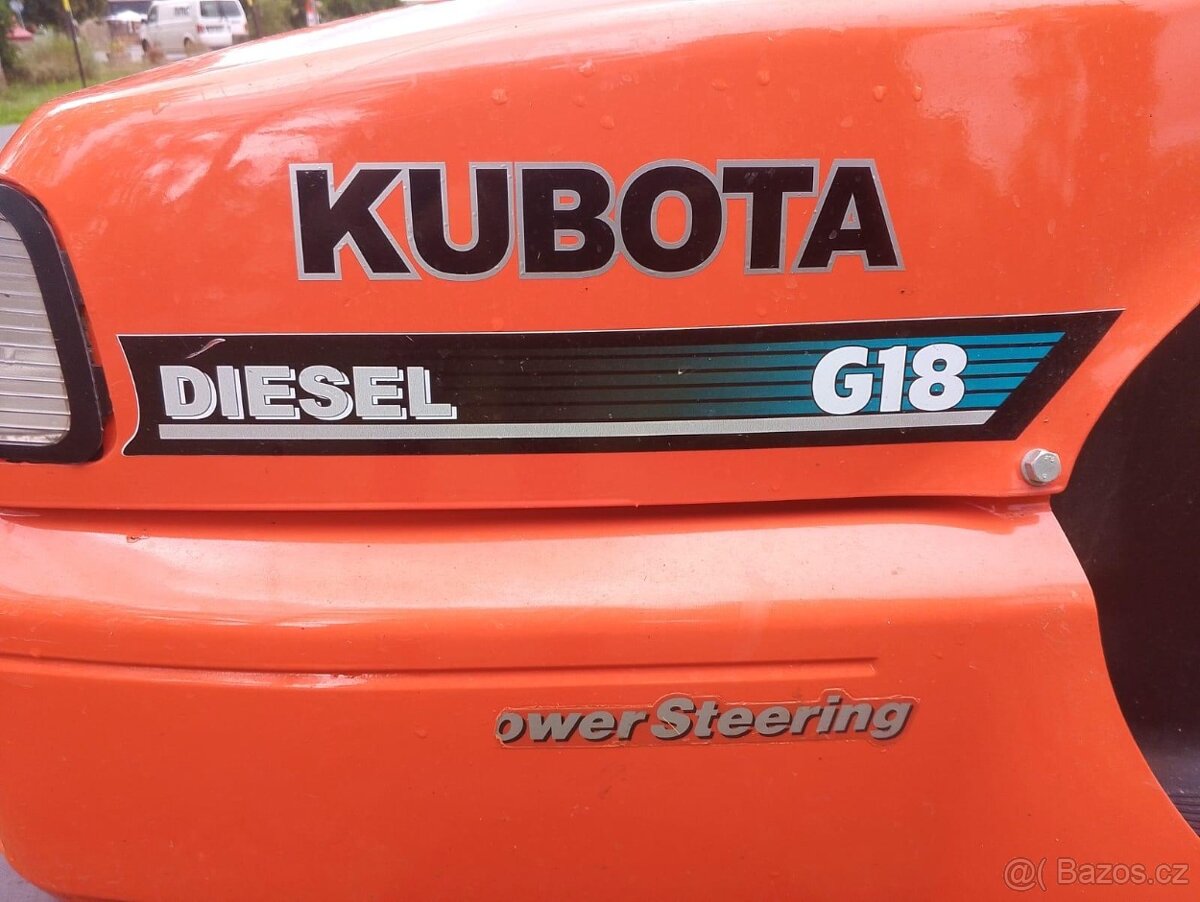 KUBOTA
DIESEL G18
ower Steering
@( Bazos.cz